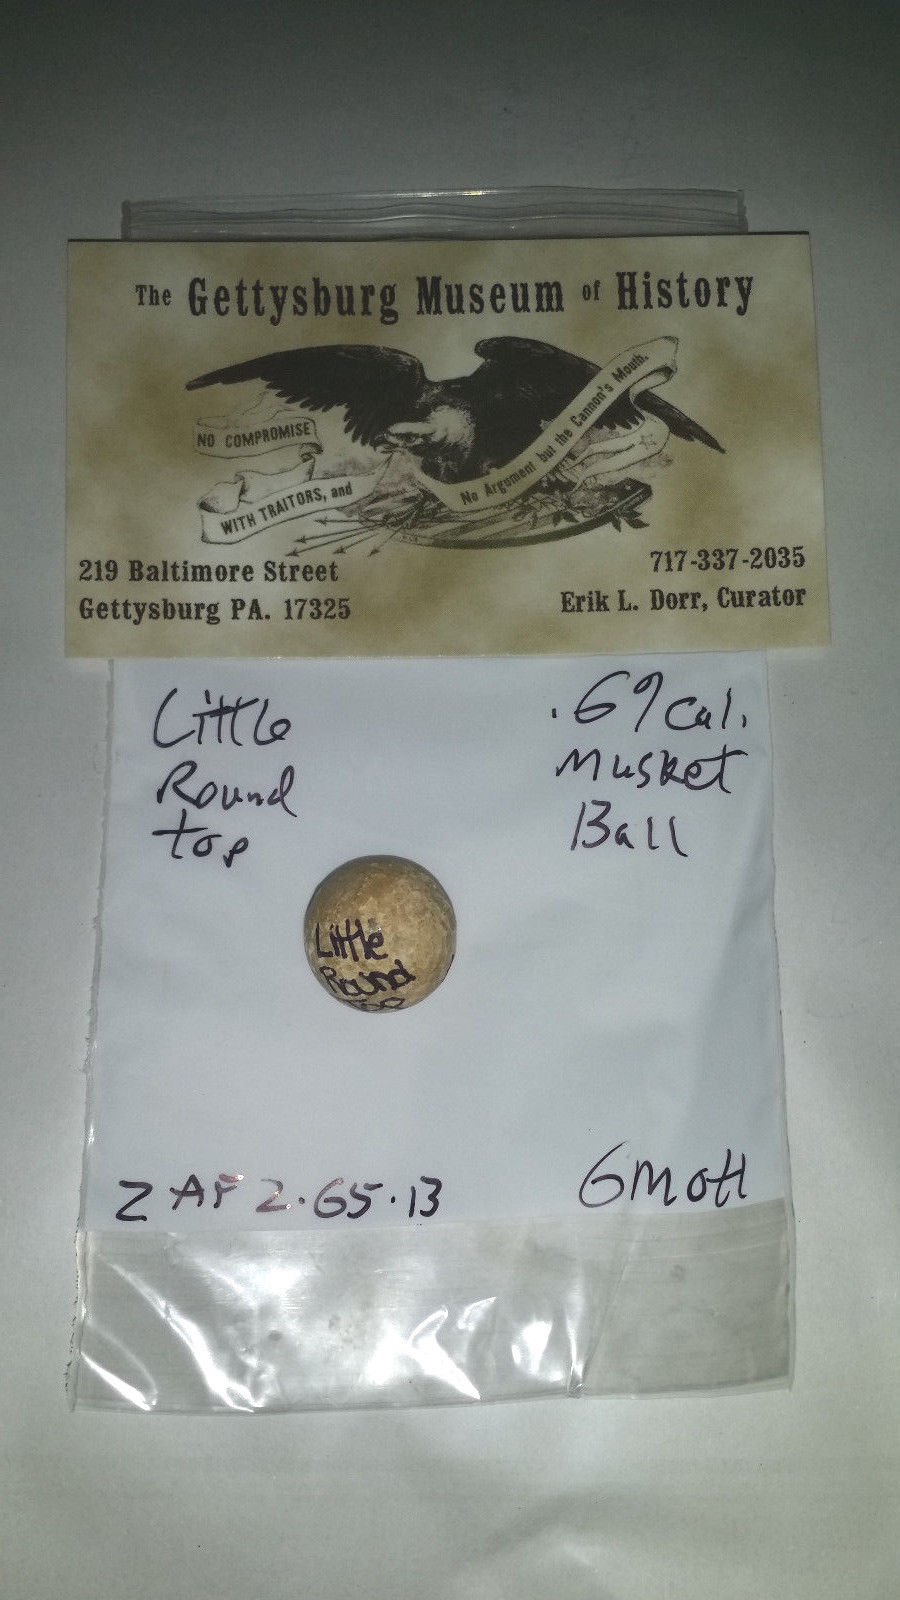 The Gettysburg Museum of History
NO COMPROMISE
WITH TRAITORS, and
No Argument but the Cannon's Mouth.
219 Baltimore Street
Gettysburg PA. 17325
717-337-2035
Erik L. Dorr, Curator
Little
Round
top
.69 Cal.
Musket
Ball
Little
Round
Top
Z AF 2.65.13
GMOH